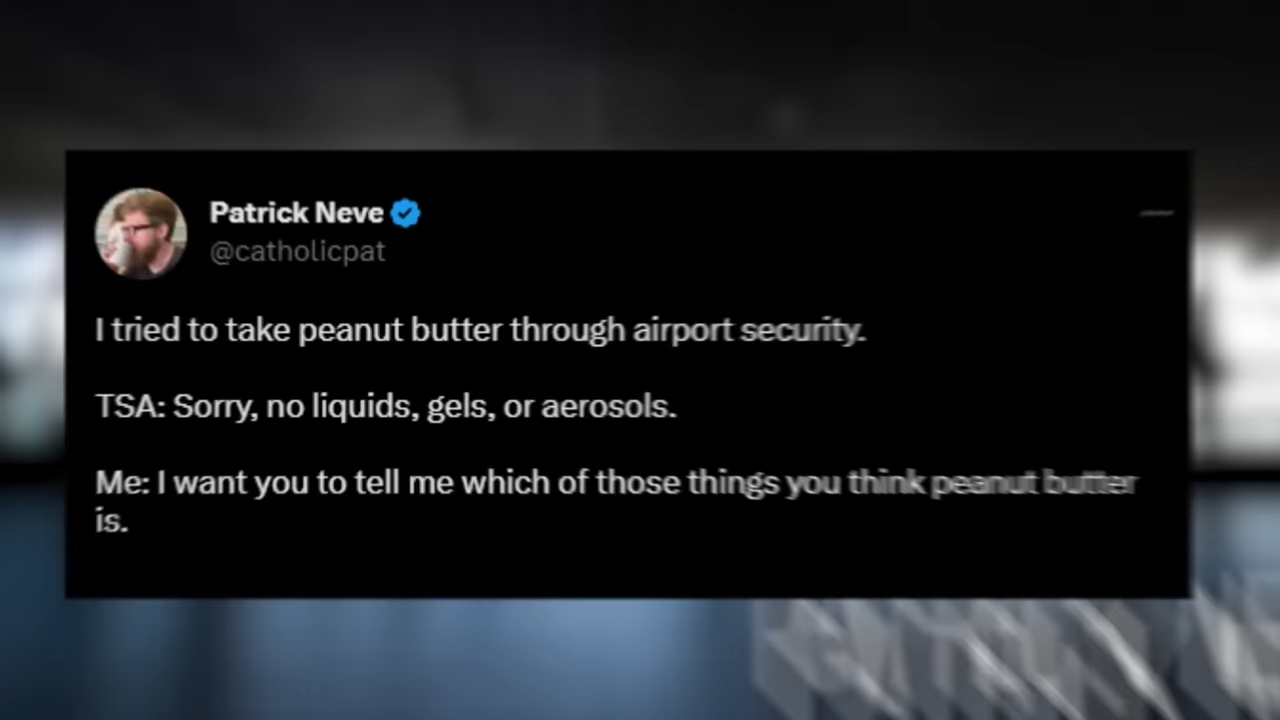 Patrick Neve
@catholicpat
I tried to take peanut butter through airport security.
TSA: Sorry, no liquids, gels, or aerosols.
Me: I want you to tell me which of those things you think peanut butter
is.